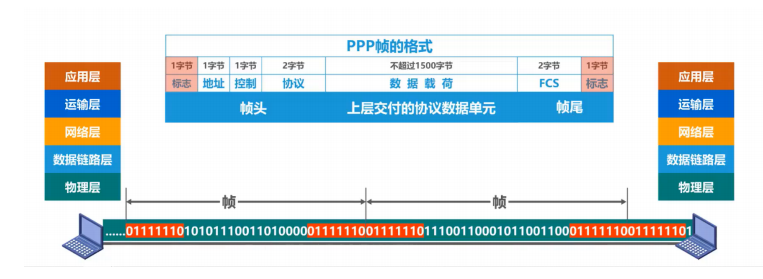 PPP帧的格式
1字节 1字节 1字节 2字节 不超过1500字节 2字节 1字节
标志 地址 控制 协议 数据载荷 FCS 标志
帧头 上层交付的协议数据单元 帧尾
应用层 应用层
运输层 运输层
网络层 网络层
数据链路层 数据链路层
物理层 物理层
帧 帧
......01111110101011100110100000111111001111110111001100010110011000111111001111101